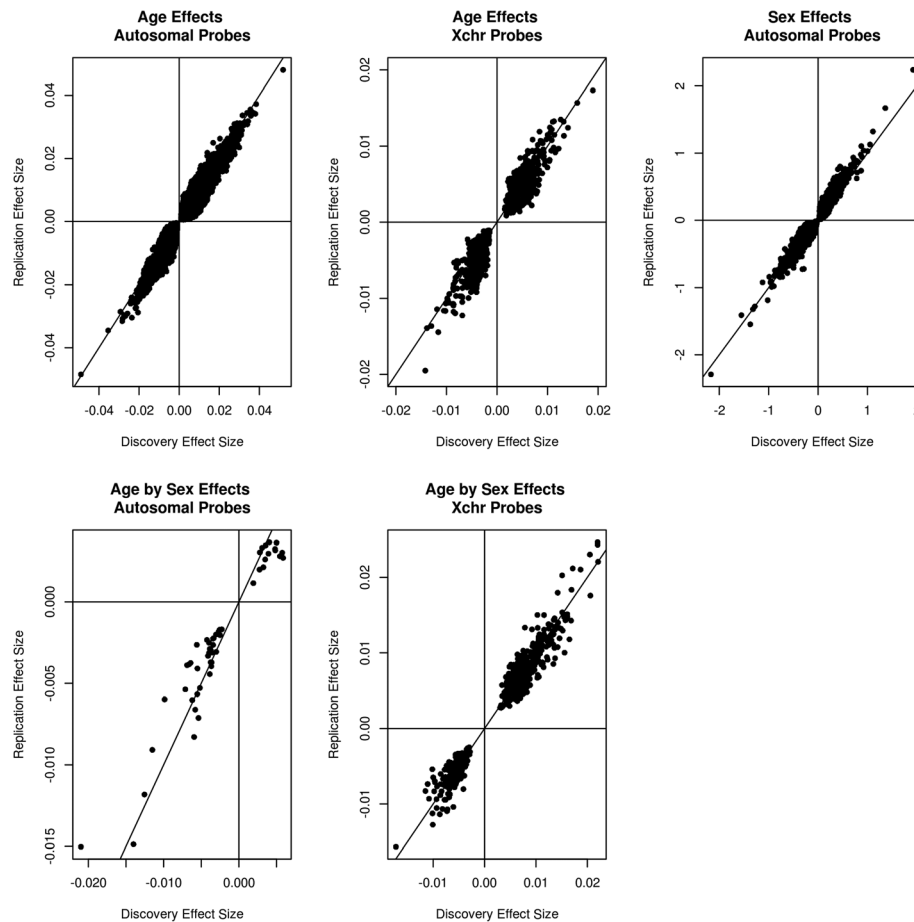 Age Effects
Autosomal Probes
Replication Effect Size
0.04
0.02
0.00
-0.02
-0.04
-0.04 -0.02 0.00 0.02 0.04
Discovery Effect Size
Age Effects
Xchr Probes
Replication Effect Size
0.02
0.01
0.00
-0.01
-0.02
-0.02 -0.01 0.00 0.01 0.02
Discovery Effect Size
Sex Effects
Autosomal Probes
Replication Effect Size
2
1
0
-1
-2
-2 -1 0 1
Discovery Effect Size
Age by Sex Effects
Autosomal Probes
Replication Effect Size
0.000
-0.005
-0.010
-0.015
-0.020 -0.010 0.000
Discovery Effect Size
Age by Sex Effects
Xchr Probes
Replication Effect Size
0.02
0.01
0.00
-0.01
-0.01 0.00 0.01 0.02
Discovery Effect Size